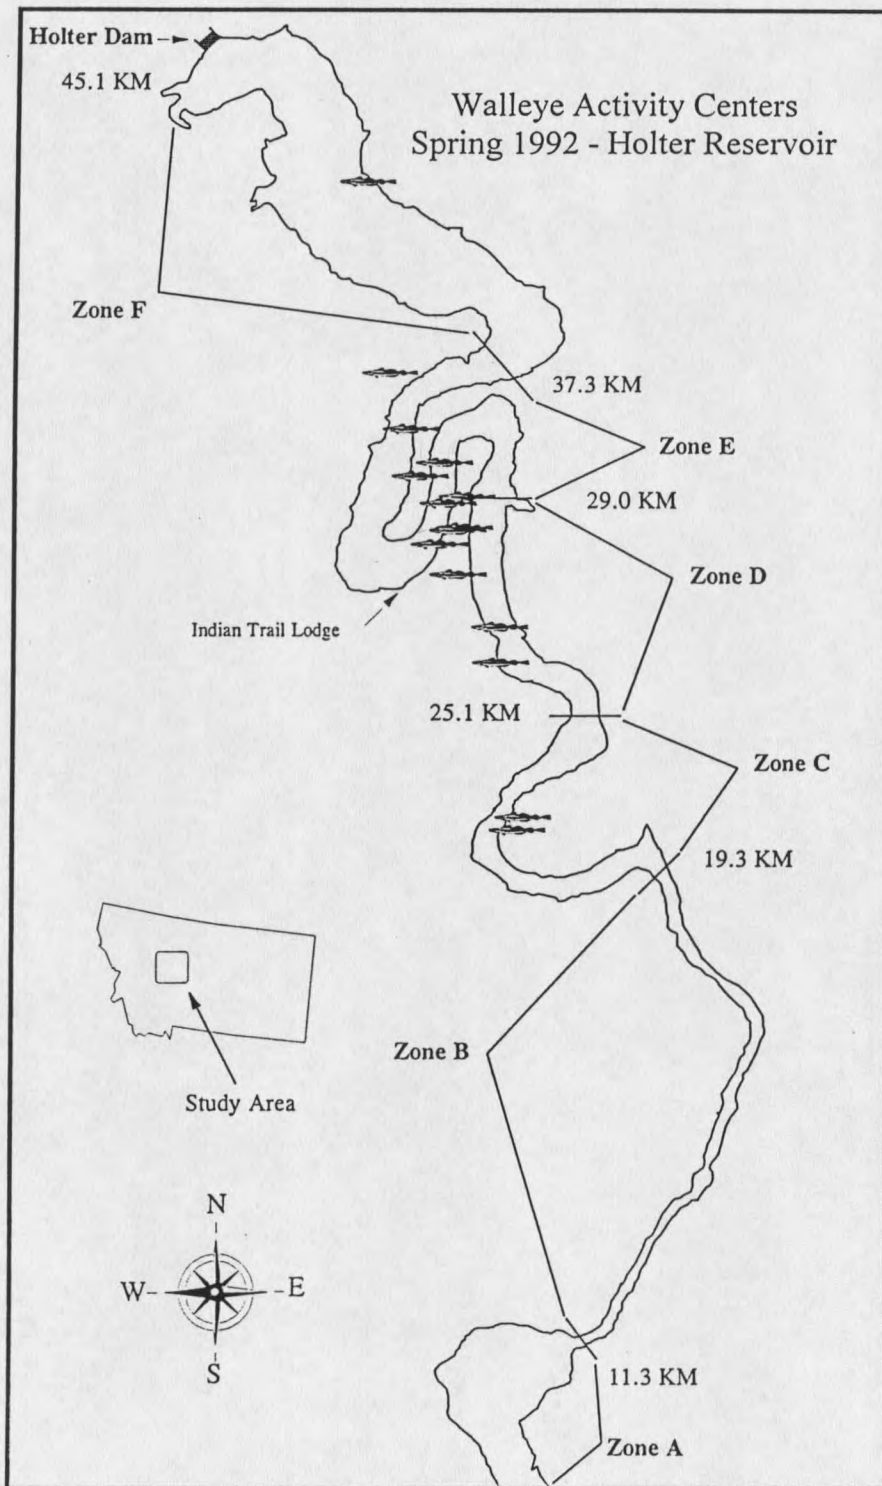 Holter Dam
45.1 KM
Walleye Activity Centers
Spring 1992 - Holter Reservoir
Zone F
37.3 KM
Zone E
29.0 KM
Zone D
Indian Trail Lodge
25.1 KM
Zone C
19.3 KM
Zone B
Study Area
N
W
E
S
11.3 KM
Zone A